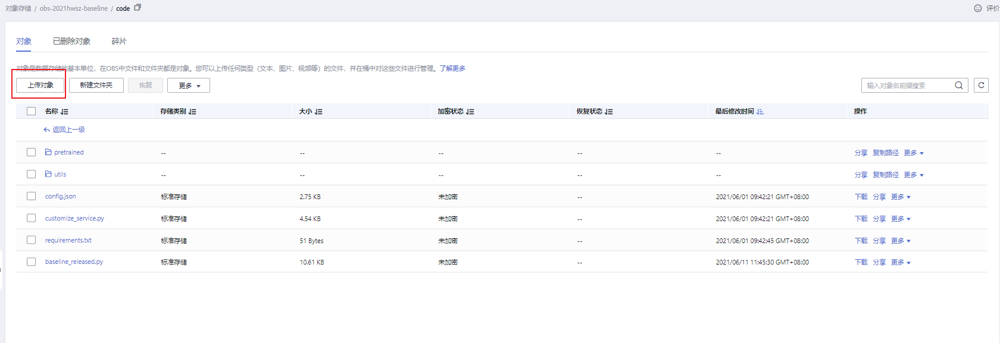 对象存储 / obs-2021hwsz-baseline / code 评价
对象 已删除对象 碎片
对象是数据存储的基本单位，在OBS中文件和文件夹都是对象。您可以上传任何类型（文本、图片、视频等）的文件，并在桶中对这些文件进行管理。了解更多
上传对象 新建文件夹 恢复 更多 输入对象名前缀搜索
名称 存储类别 大小 加密状态 恢复状态 最后修改时间 操作
返回上一级
pretrained -- -- -- -- -- 分享 复制路径 更多
utils -- -- -- -- -- 分享 复制路径 更多
config.json 标准存储 2.75 KB 未加密 -- 2021/06/01 09:42:21 GMT+08:00 下载 分享 更多
customize_service.py 标准存储 4.54 KB 未加密 -- 2021/06/01 09:42:21 GMT+08:00 下载 分享 更多
requirements.txt 标准存储 51 Bytes 未加密 -- 2021/06/01 09:42:45 GMT+08:00 下载 分享 更多
baseline_released.py 标准存储 10.61 KB 未加密 -- 2021/06/11 11:45:30 GMT+08:00 下载 分享 更多